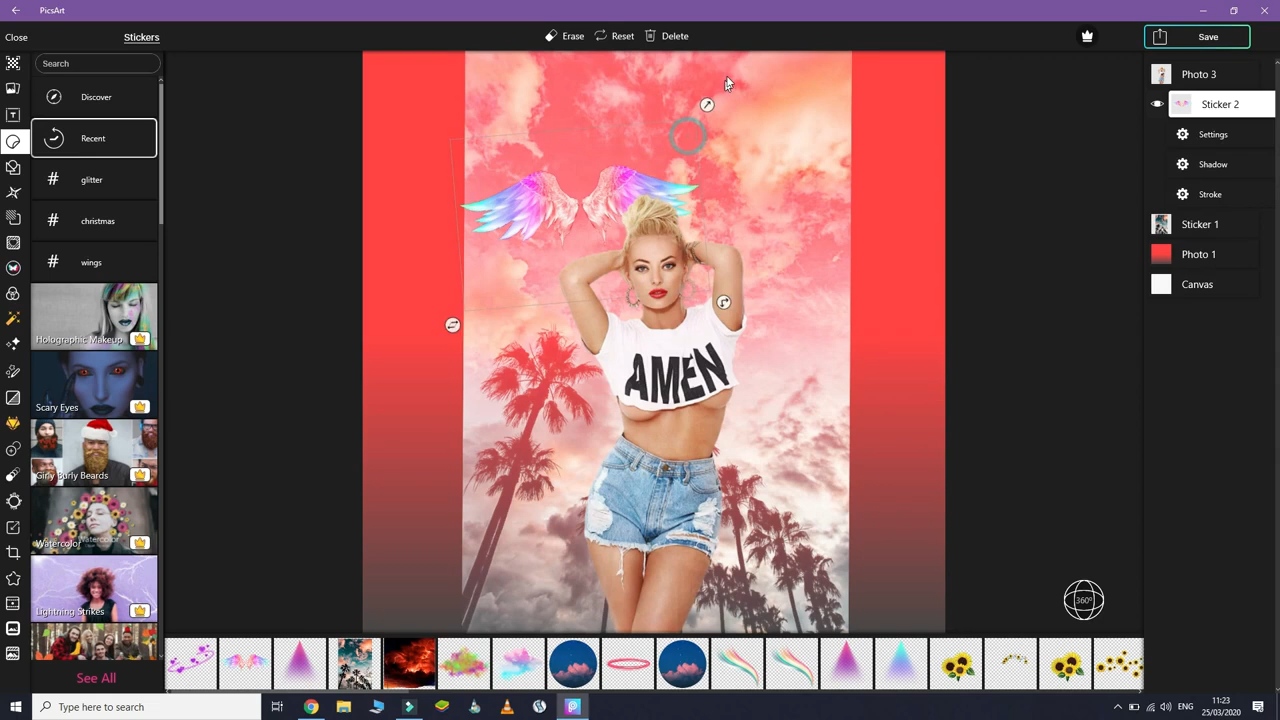 PicsArt
Close
Stickers
Erase
Reset
Delete
Save
Search
Discover
Recent
# glitter
# christmas
# wings
Holographic Makeup
Scary Eyes
Girly Burly Beards
Watercolor
Lightning Strikes
See All
AMEN
Photo 3
Sticker 2
Settings
Shadow
Stroke
Sticker 1
Photo 1
Canvas
360°
Type here to search
11:23
25/03/2020